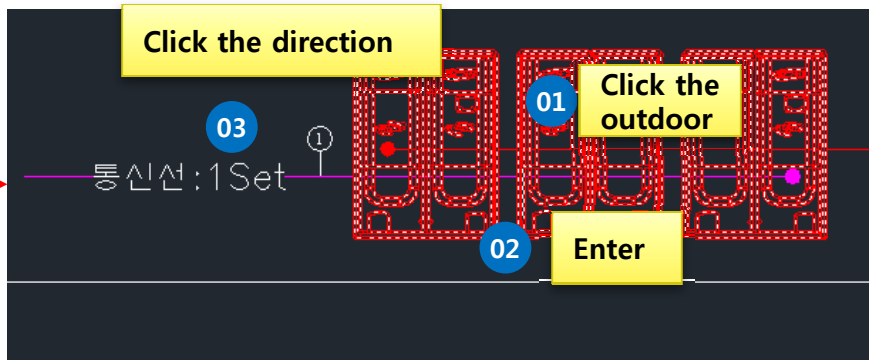 Click the direction
01
Click the
outdoor
03
1
통신선:1Set
02
Enter